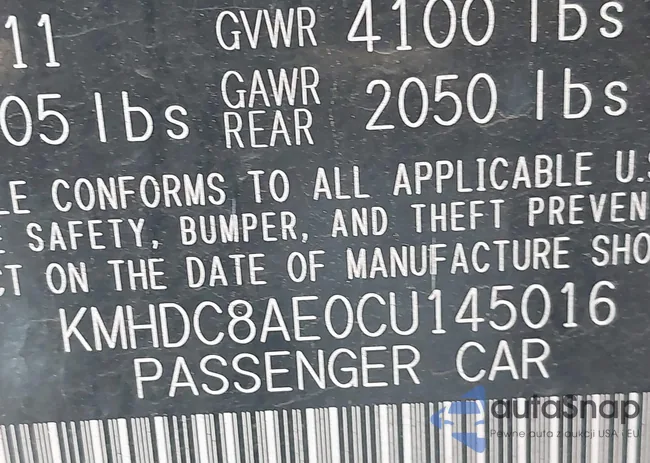 11 GVWR 4100 lbs
05 lbs GAWR REAR 2050 lbs
LE CONFORMS TO ALL APPLICABLE U.S
E SAFETY, BUMPER, AND THEFT PREVEN
CT ON THE DATE OF MANUFACTURE SHO
KMHDC8AE0CU145016
PASSENGER CAR
autoSnap
Pewne auta z aukcji USA - EU